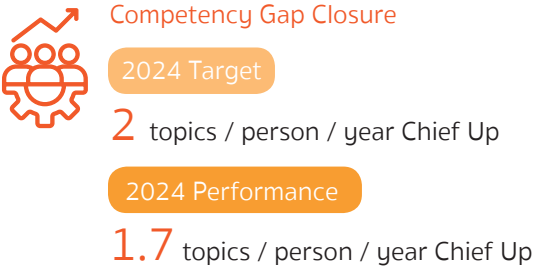 Competency Gap Closure
2024 Target
2 topics / person / year Chief Up
2024 Performance
1.7 topics / person / year Chief Up